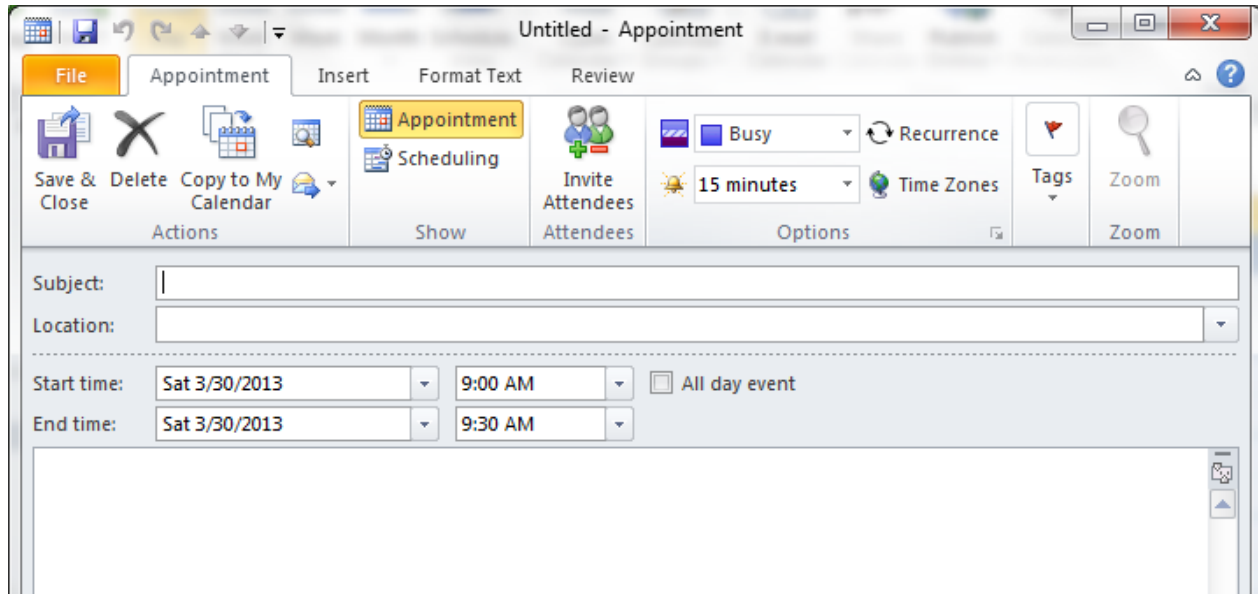 Untitled - Appointment
File Appointment Insert Format Text Review
Save & Close
Delete
Copy to My Calendar
Actions
Appointment
Scheduling
Show
Invite Attendees
Attendees
Busy
Recurrence
15 minutes
Time Zones
Options
Tags
Zoom
Zoom
Subject:
Location:
Start time: Sat 3/30/2013 9:00 AM All day event
End time: Sat 3/30/2013 9:30 AM